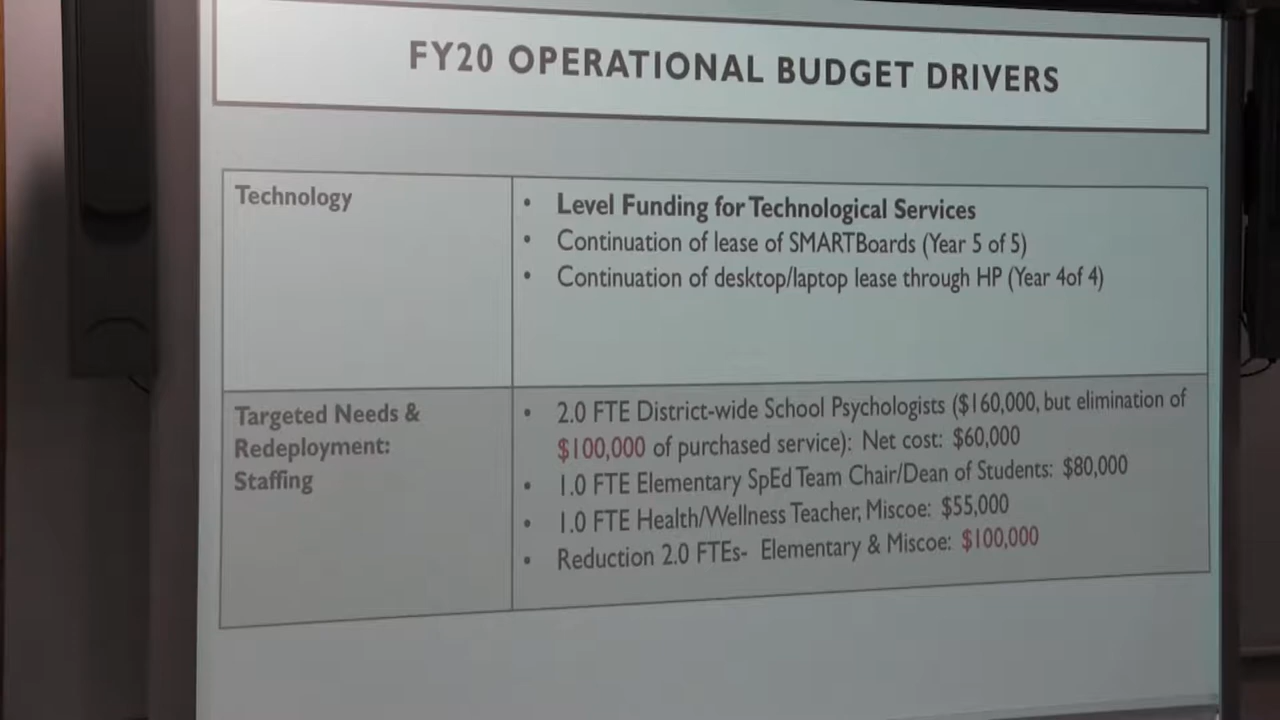 FY20 OPERATIONAL BUDGET DRIVERS
Technology
• Level Funding for Technological Services
• Continuation of lease of SMARTBoards (Year 5 of 5)
• Continuation of desktop/laptop lease through HP (Year 4of 4)
Targeted Needs &
Redeployment:
Staffing
• 2.0 FTE District-wide School Psychologists ($160,000, but elimination of
$100,000 of purchased service): Net cost: $60,000
• 1.0 FTE Elementary SpEd Team Chair/Dean of Students: $80,000
• 1.0 FTE Health/Wellness Teacher, Miscoe: $55,000
• Reduction 2.0 FTEs- Elementary & Miscoe: $100,000